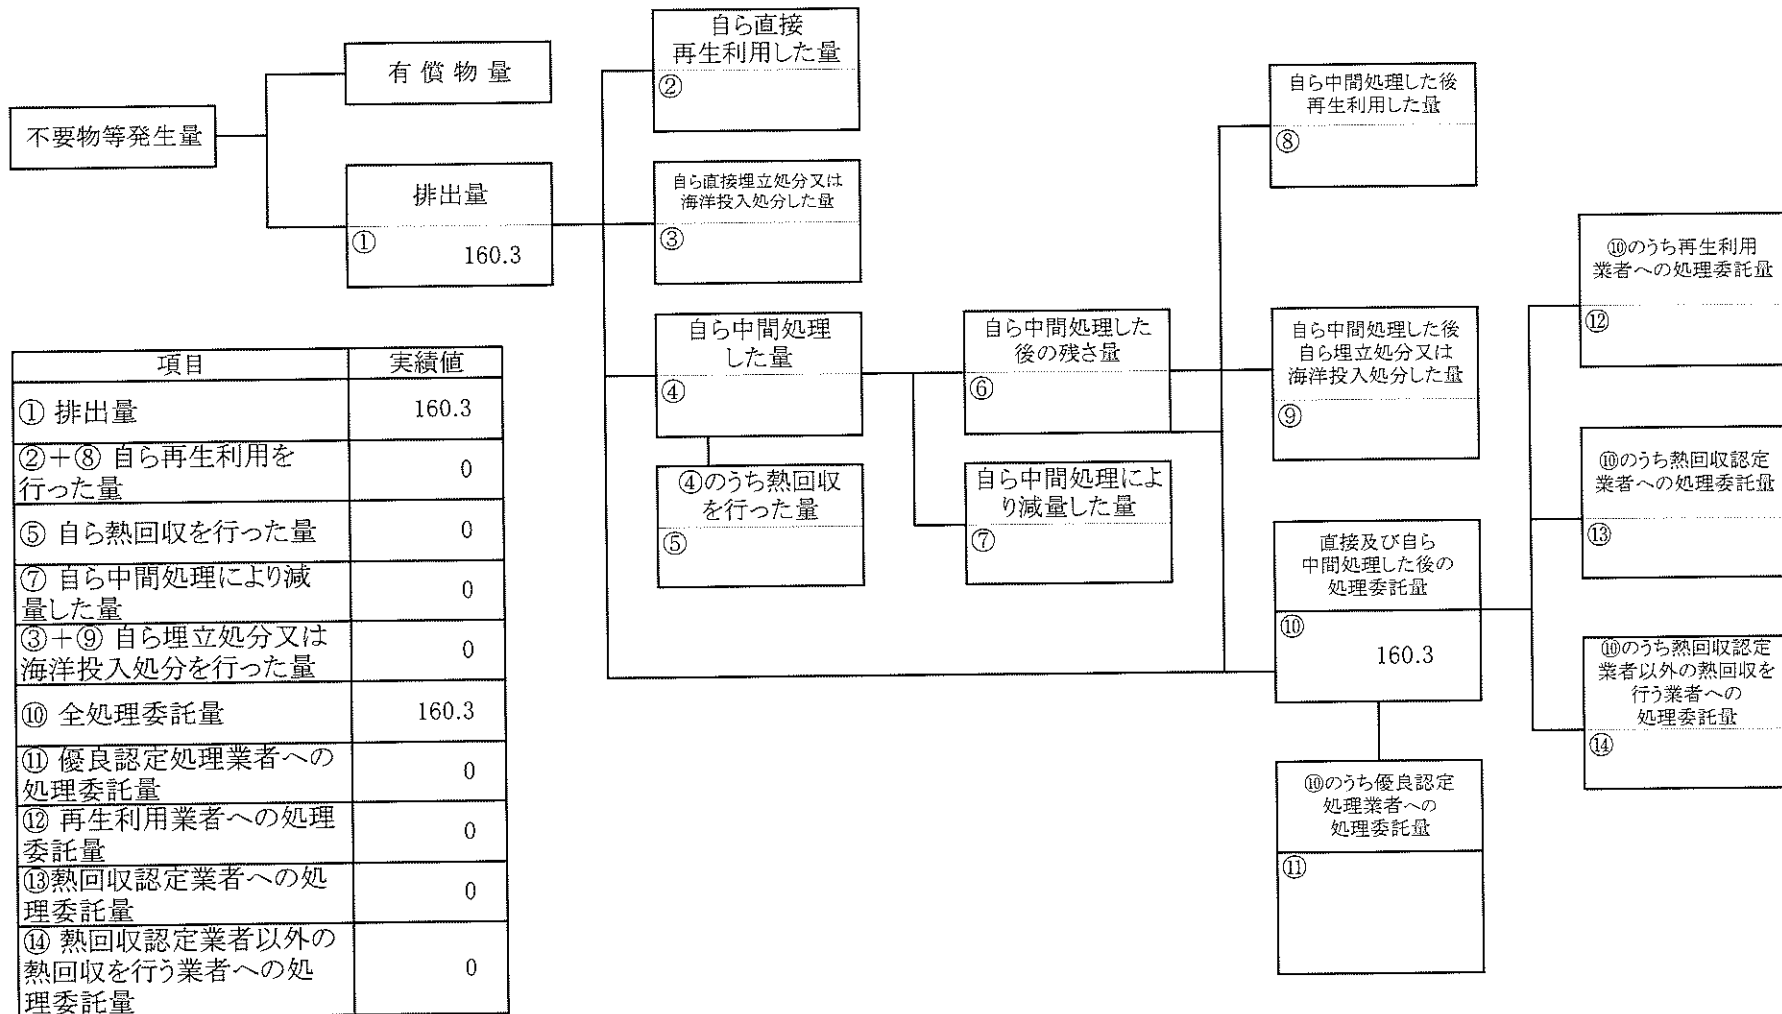 不要物等発生量
有償物量
排出量
①
160.3
自ら直接
再生利用した量
②
自ら直接埋立処分又は
海洋投入処分した量
③
自ら中間処理
した量
④
④のうち熱回収
を行った量
⑤
自ら中間処理した
後の残さ量
⑥
自ら中間処理によ
り減量した量
⑦
自ら中間処理した後
再生利用した量
⑧
自ら中間処理した後
自ら埋立処分又は
海洋投入処分した量
⑨
直接及び自ら
中間処理した後の
処理委託量
⑩
160.3
⑩のうち優良認定
処理業者への
処理委託量
⑪
⑩のうち再生利用
業者への処理委託量
⑫
⑩のうち熱回収認定
業者への処理委託量
⑬
⑩のうち熱回収認定
業者以外の熱回収を
行う業者への
処理委託量
⑭
項目 実績値
① 排出量 160.3
②+⑧ 自ら再生利用を
行った量 0
⑤ 自ら熱回収を行った量 0
⑦ 自ら中間処理により減
量した量 0
③+⑨ 自ら埋立処分又は
海洋投入処分を行った量 0
⑩ 全処理委託量 160.3
⑪ 優良認定処理業者への
処理委託量 0
⑫ 再生利用業者への処理
委託量 0
⑬熱回収認定業者への処
理委託量 0
⑭ 熱回収認定業者以外の
熱回収を行う業者への処
理委託量 0